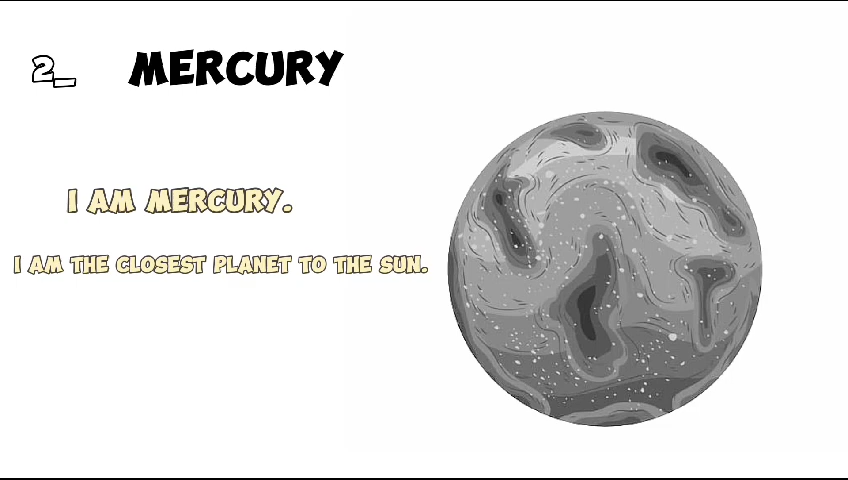 2_ MERCURY
I AM MERCURY.
I AM THE CLOSEST PLANET TO THE SUN.